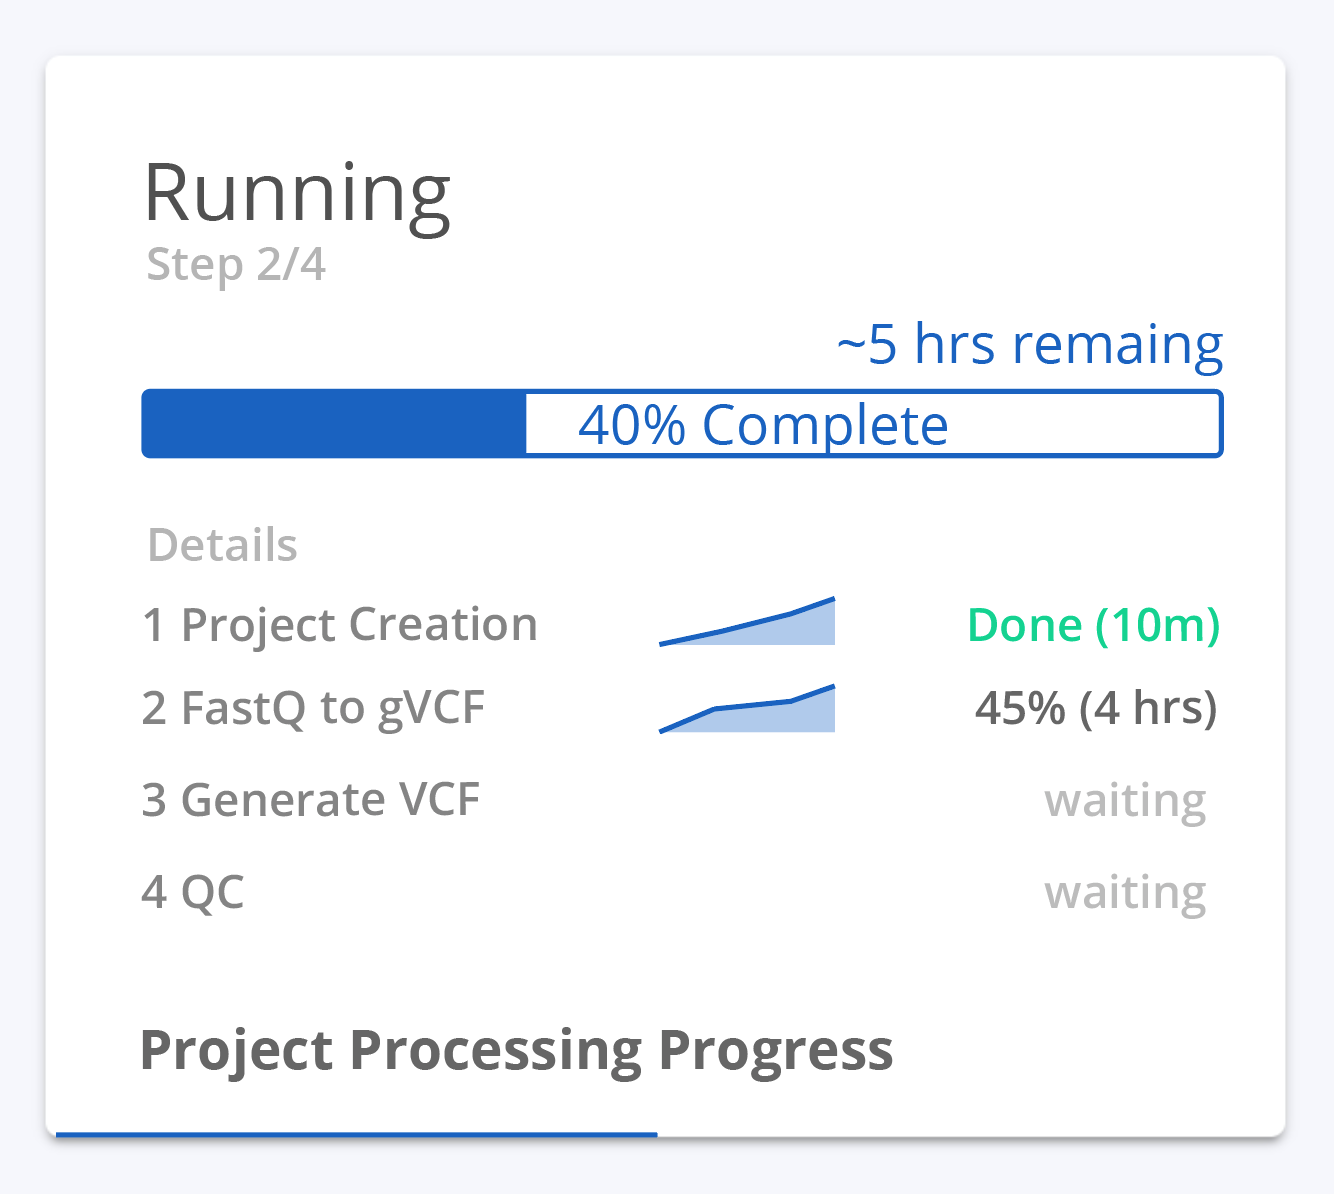 Running
Step 2/4
~5 hrs remaing
40% Complete
Details
1 Project Creation Done (10m)
2 FastQ to gVCF 45% (4 hrs)
3 Generate VCF waiting
4 QC waiting
Project Processing Progress